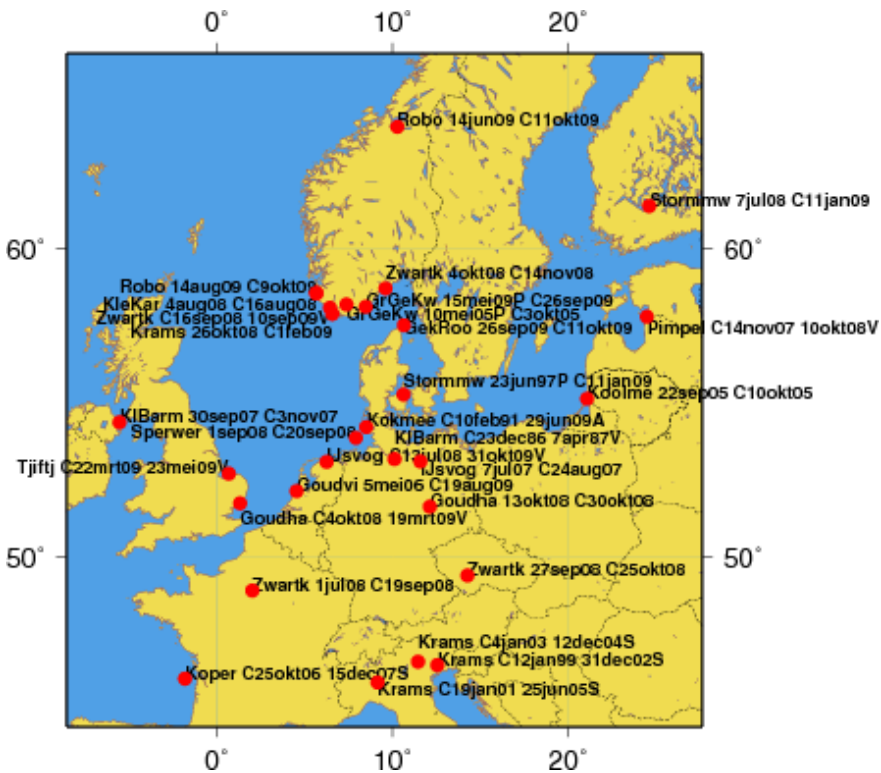 0° 10° 20°
Robo 14jun09 C11okt09
Stormmw 7jul08 C11jan09
60° 60°
Zwartk 4okt08 C14nov08
Robo 14aug09 C9okt09
KleKar 4aug08 C16aug08
GrGeKw 15mei09P C26sep09
Zwartk C16sep08 10sep09V
GrGeKw 10mei05P C3okt05
Krams 26okt08 C1feb09
GekRoo 26sep09 C11okt09
Pimpel C14nov07 10okt08V
Stormmw 23jun97P C11jan09
Koolme 22sep05 C10okt05
KlBarm 30sep07 C3nov07
Kokmee C10feb91 29jun09A
Sperwer 1sep08 C20sep08
KlBarm C23dec86 7apr87V
IJsvog C12jul08 31okt09V
Tjiftj C22mrt09 23mei09V
IJsvog 7jul07 C24aug07
Goudvi 5mei06 C19aug09
Goudha 13okt08 C30okt08
Goudha C4okt08 19mrt09V
50° 50°
Zwartk 27sep08 C25okt08
Zwartk 1jul08 C19sep08
Krams C4jan03 12dec04S
Krams C12jan99 31dec02S
Koper C25okt06 15dec07S
Krams C19jan01 25jun05S
0° 10° 20°